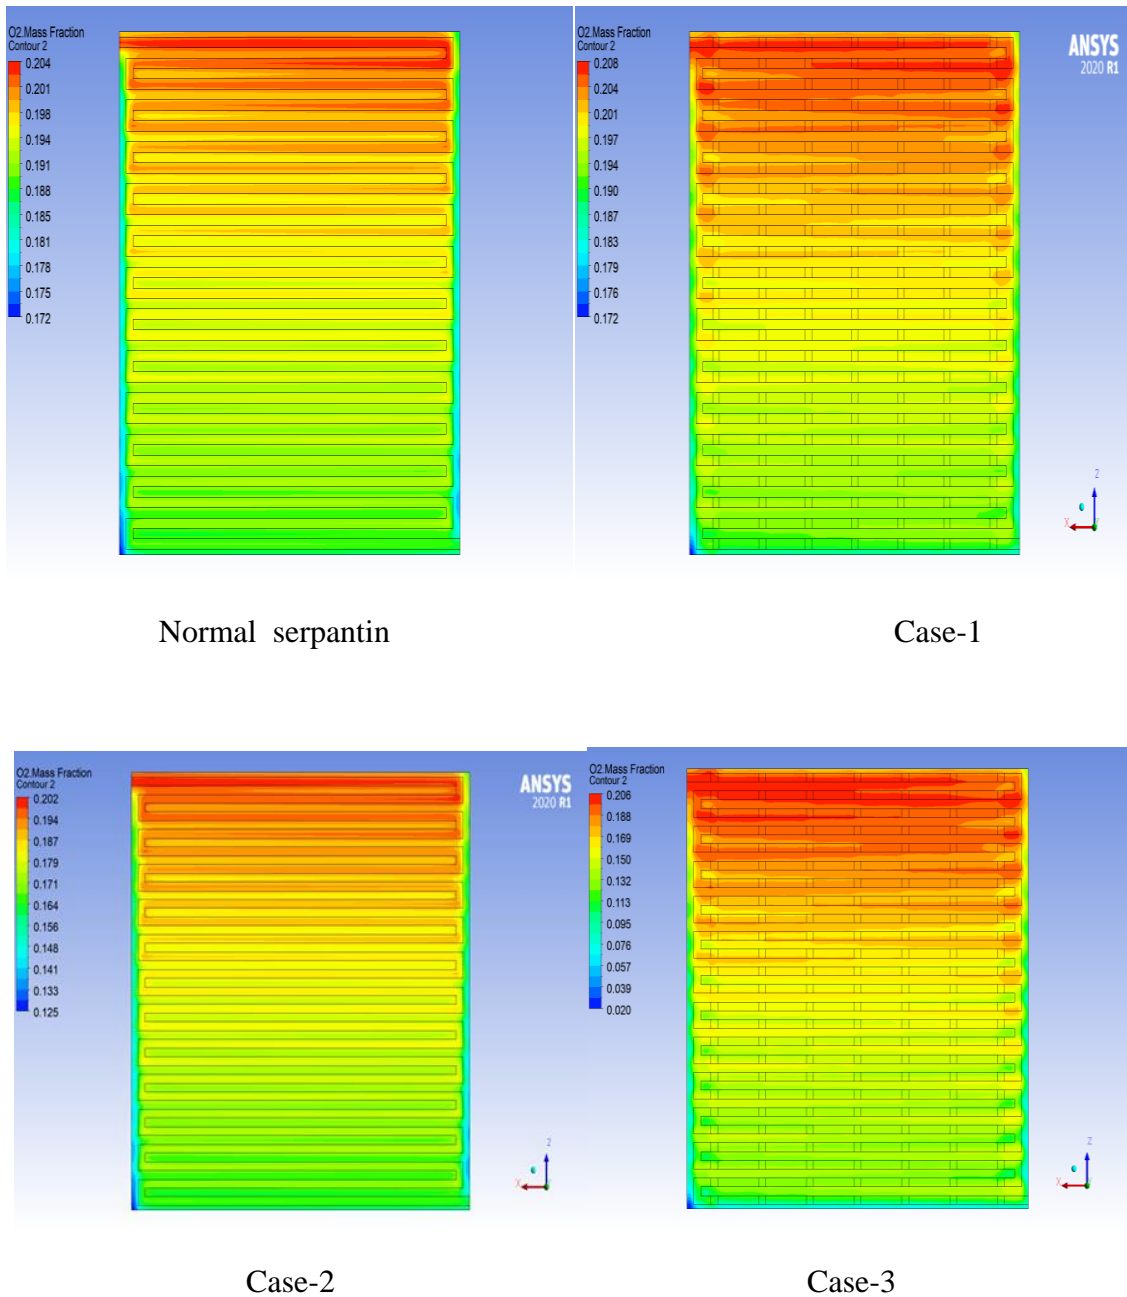 O2.Mass Fraction
Contour 2
0.204
0.201
0.198
0.194
0.191
0.188
0.185
0.181
0.178
0.175
0.172
O2.Mass Fraction
Contour 2
0.208
0.204
0.201
0.197
0.194
0.190
0.187
0.183
0.179
0.176
0.172
ANSYS
2020 R1
Z
X
Y
Normal serpantin
Case-1
O2.Mass Fraction
Contour 2
0.202
0.194
0.187
0.179
0.171
0.164
0.156
0.148
0.141
0.133
0.125
ANSYS
2020 R1
Z
X
O2.Mass Fraction
Contour 2
0.206
0.188
0.169
0.150
0.132
0.113
0.095
0.076
0.057
0.039
0.020
Z
X
Case-2
Case-3